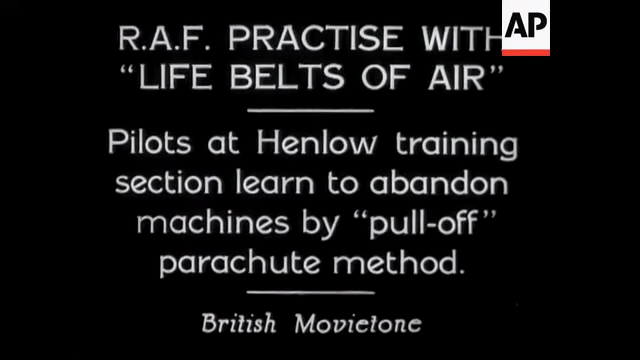 AP
R.A.F. PRACTISE WITH
“LIFE BELTS OF AIR”
Pilots at Henlow training
section learn to abandon
machines by “pull-off”
parachute method.
British Movietone